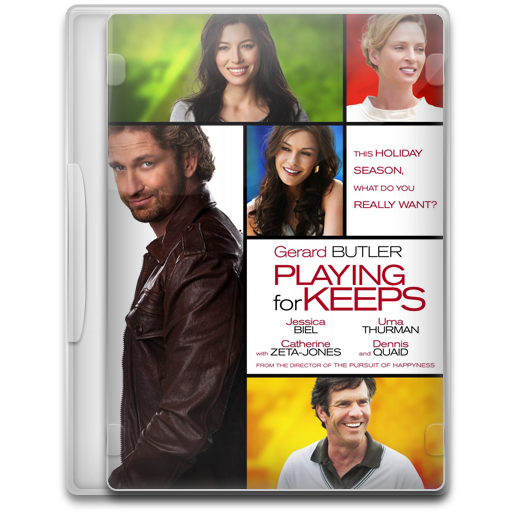 THIS HOLIDAY
SEASON,
WHAT DO YOU
REALLY WANT?
Gerard BUTLER
PLAYING
for KEEPS
Jessica BIEL
Uma THURMAN
with Catherine ZETA-JONES
and Dennis QUAID
FROM THE DIRECTOR OF THE PURSUIT OF HAPPYNESS